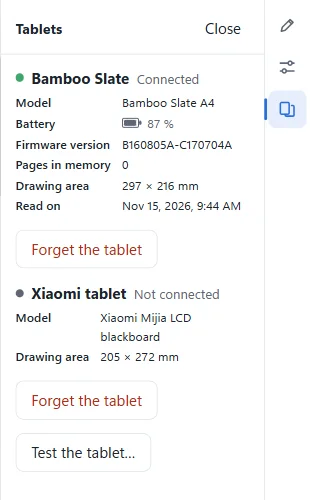 Tablets Close
Bamboo Slate Connected
Model Bamboo Slate A4
Battery 87 %
Firmware version B160805A-C170704A
Pages in memory 0
Drawing area 297 × 216 mm
Read on Nov 15, 2026, 9:44 AM
Forget the tablet
Xiaomi tablet Not connected
Model Xiaomi Mijia LCD
blackboard
Drawing area 205 × 272 mm
Forget the tablet
Test the tablet...